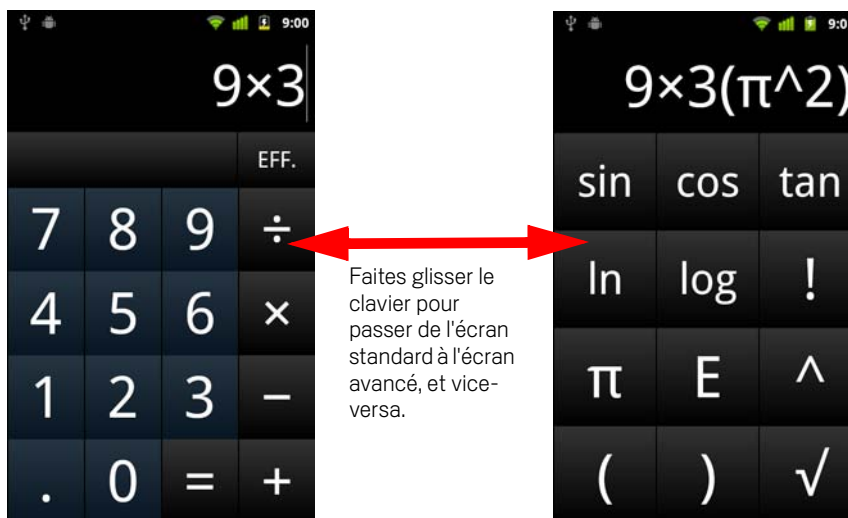 9:00
9×3
EFF.
7 8 9 ÷
4 5 6 ×
1 2 3 −
. 0 = +
Faites glisser le
clavier pour
passer de l'écran
standard à l'écran
avancé, et vice-
versa.
9:0
9×3(π^2)
sin cos tan
ln log !
π E ^
( ) √